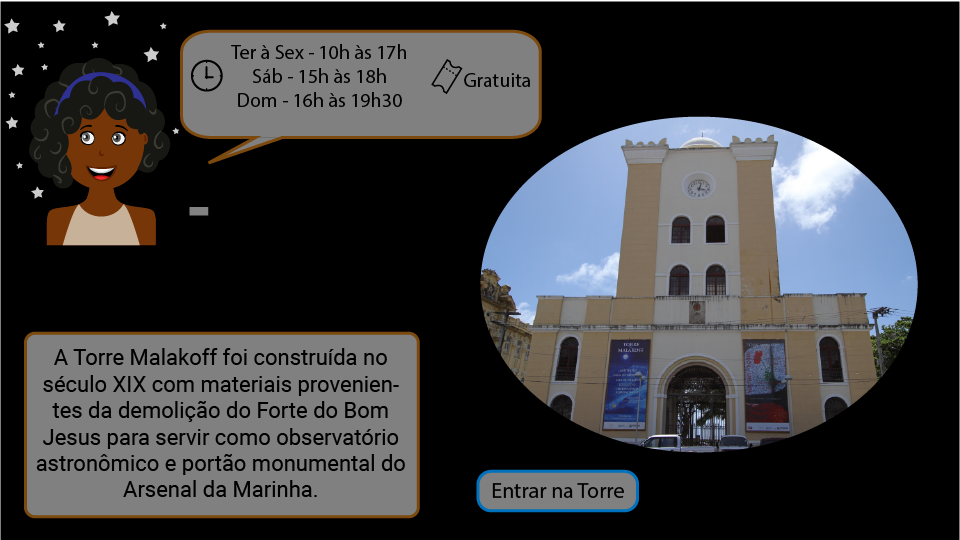 Ter à Sex - 10h às 17h
Sáb - 15h às 18h
Dom - 16h às 19h30
Gratuita
TORRE
MALAKOFF
A Torre Malakoff foi construída no
século XIX com materiais provenien-
tes da demolição do Forte do Bom
Jesus para servir como observatório
astronômico e portão monumental do
Arsenal da Marinha.
Entrar na Torre